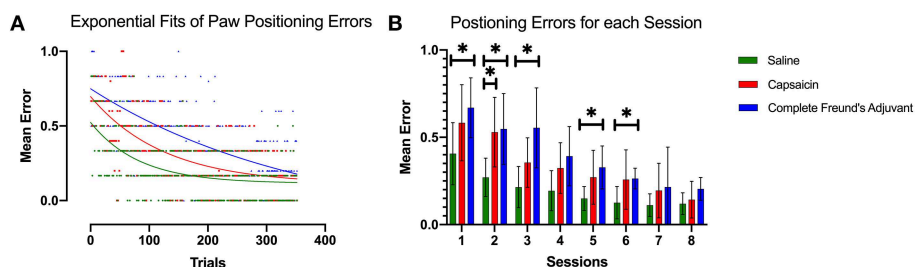 A
Exponential Fits of Paw Positioning Errors
1.0
0.5
0.0
Mean Error
0
100
200
300
400
Trials
B
Postioning Errors for each Session
1.0
0.5
0.0
Mean Error
* * *
*
* *
1 2 3 4 5 6 7 8
Sessions
Saline
Capsaicin
Complete Freund's Adjuvant